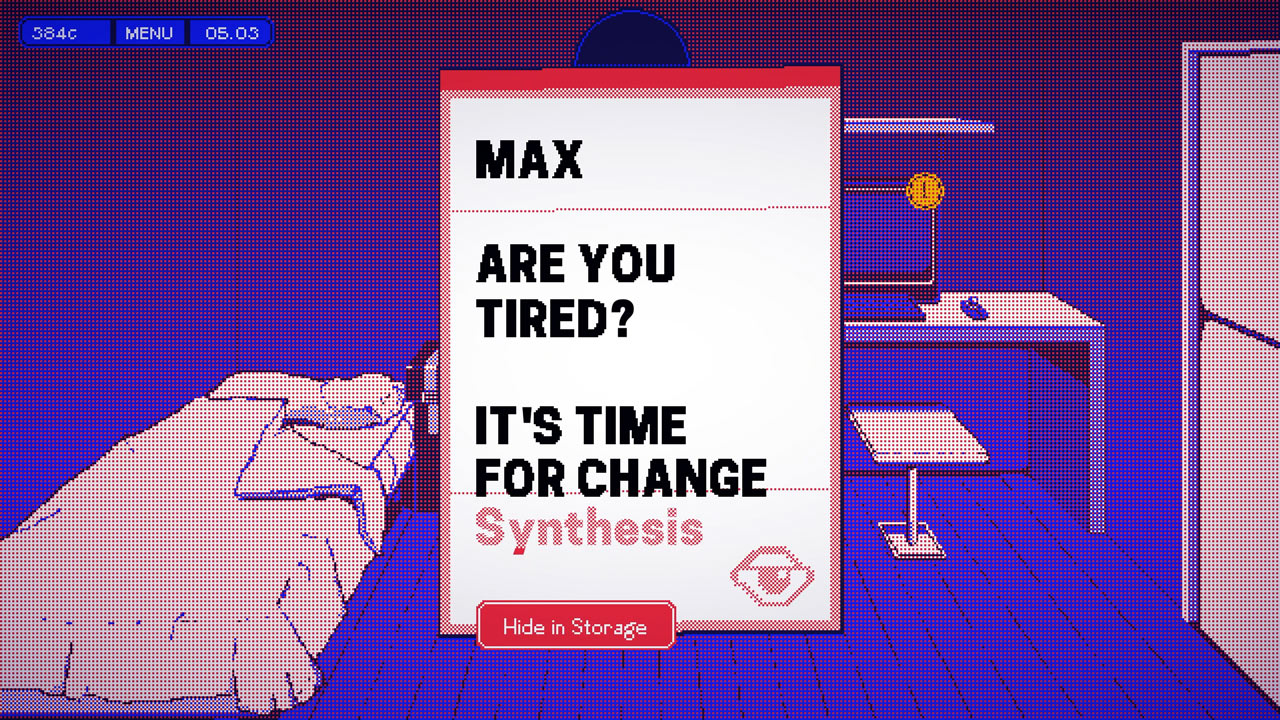 384c MENU 05.03
MAX
ARE YOU
TIRED?
IT'S TIME
FOR CHANGE
Synthesis
Hide in Storage